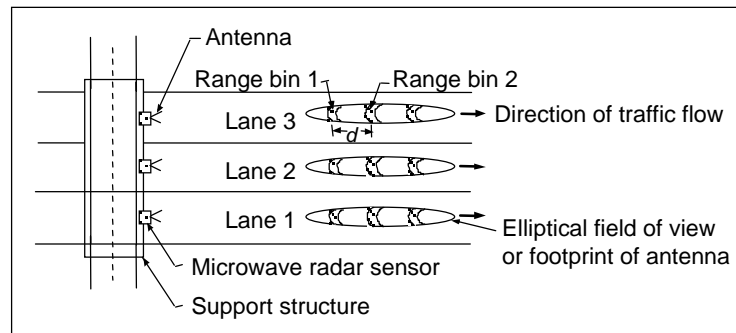 Antenna
Range bin 1
Range bin 2
Lane 3
d
Direction of traffic flow
Lane 2
Lane 1
Elliptical field of view
or footprint of antenna
Microwave radar sensor
Support structure